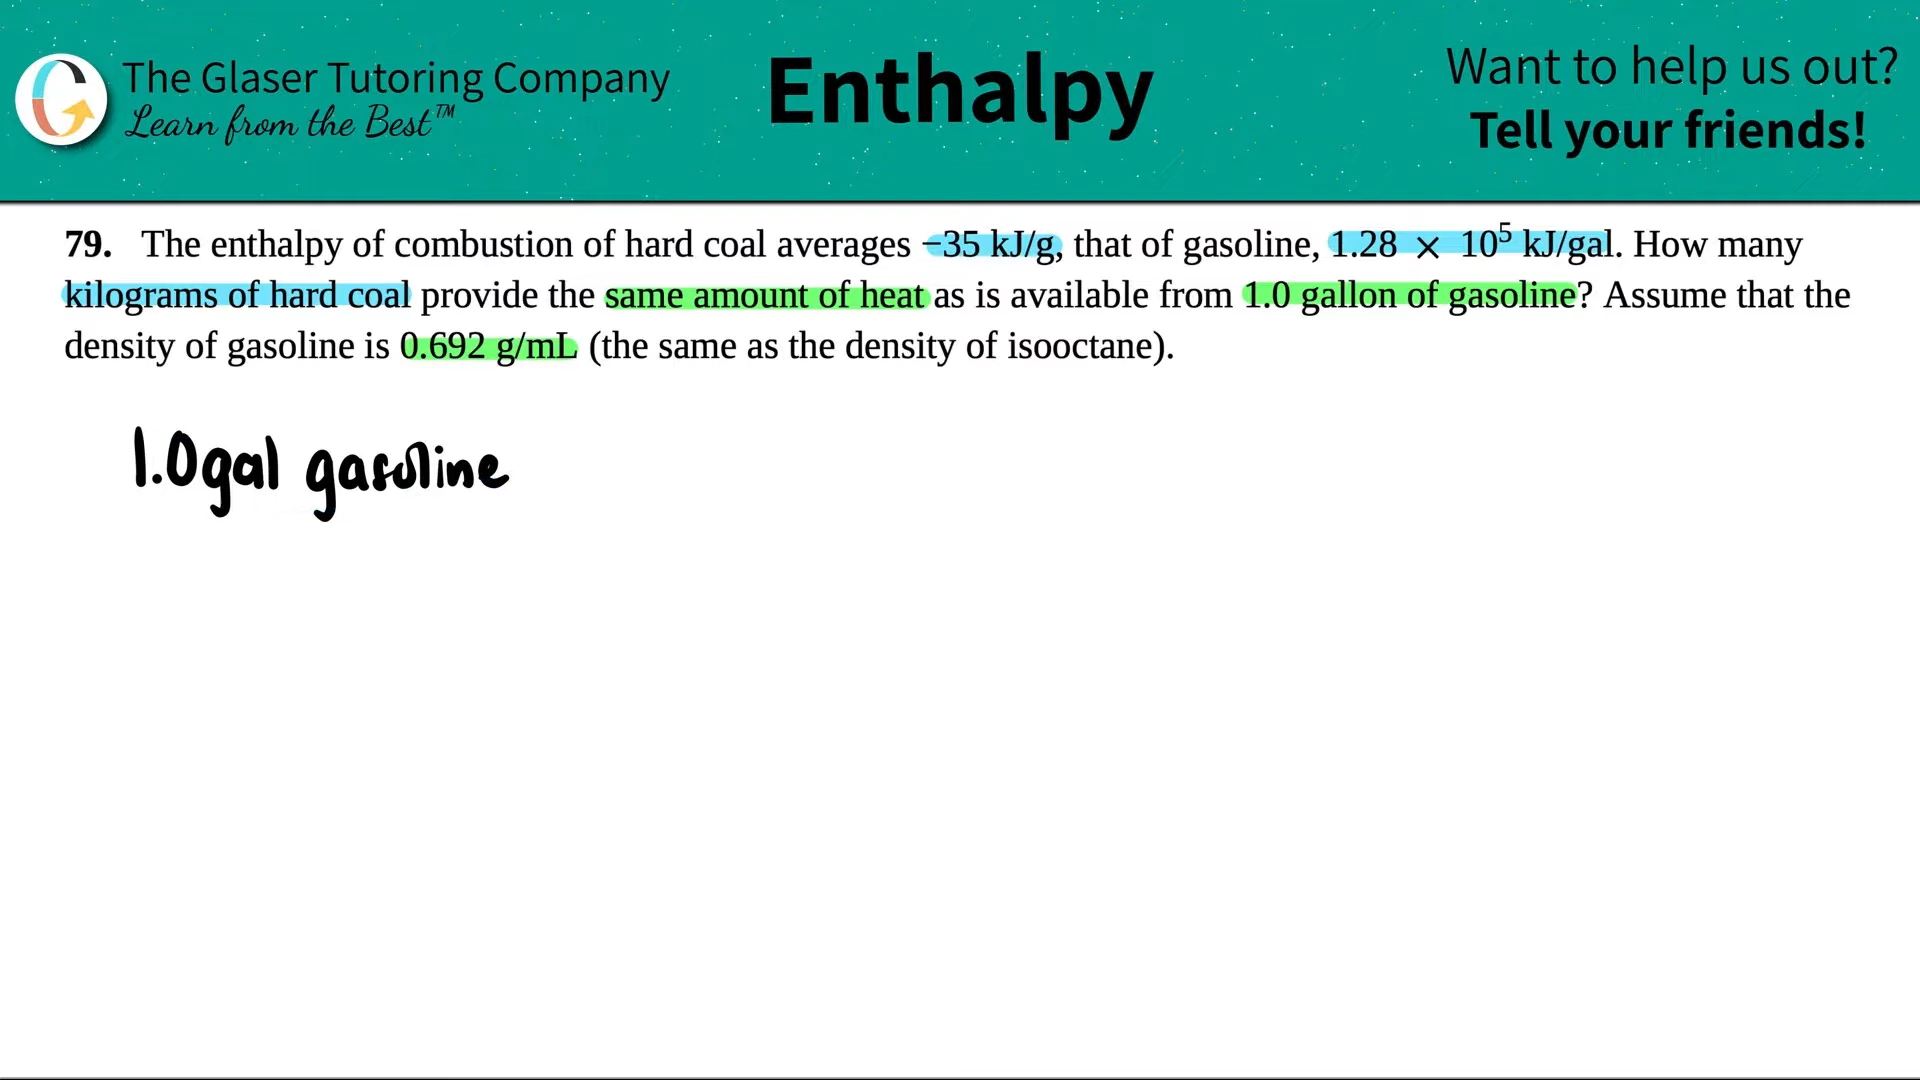 The Glaser Tutoring Company
Learn from the Best™
Enthalpy
Want to help us out?
Tell your friends!
79. The enthalpy of combustion of hard coal averages −35 kJ/g, that of gasoline, 1.28 × 10⁵ kJ/gal. How many
kilograms of hard coal provide the same amount of heat as is available from 1.0 gallon of gasoline? Assume that the
density of gasoline is 0.692 g/mL (the same as the density of isooctane).
1.0gal gasoline